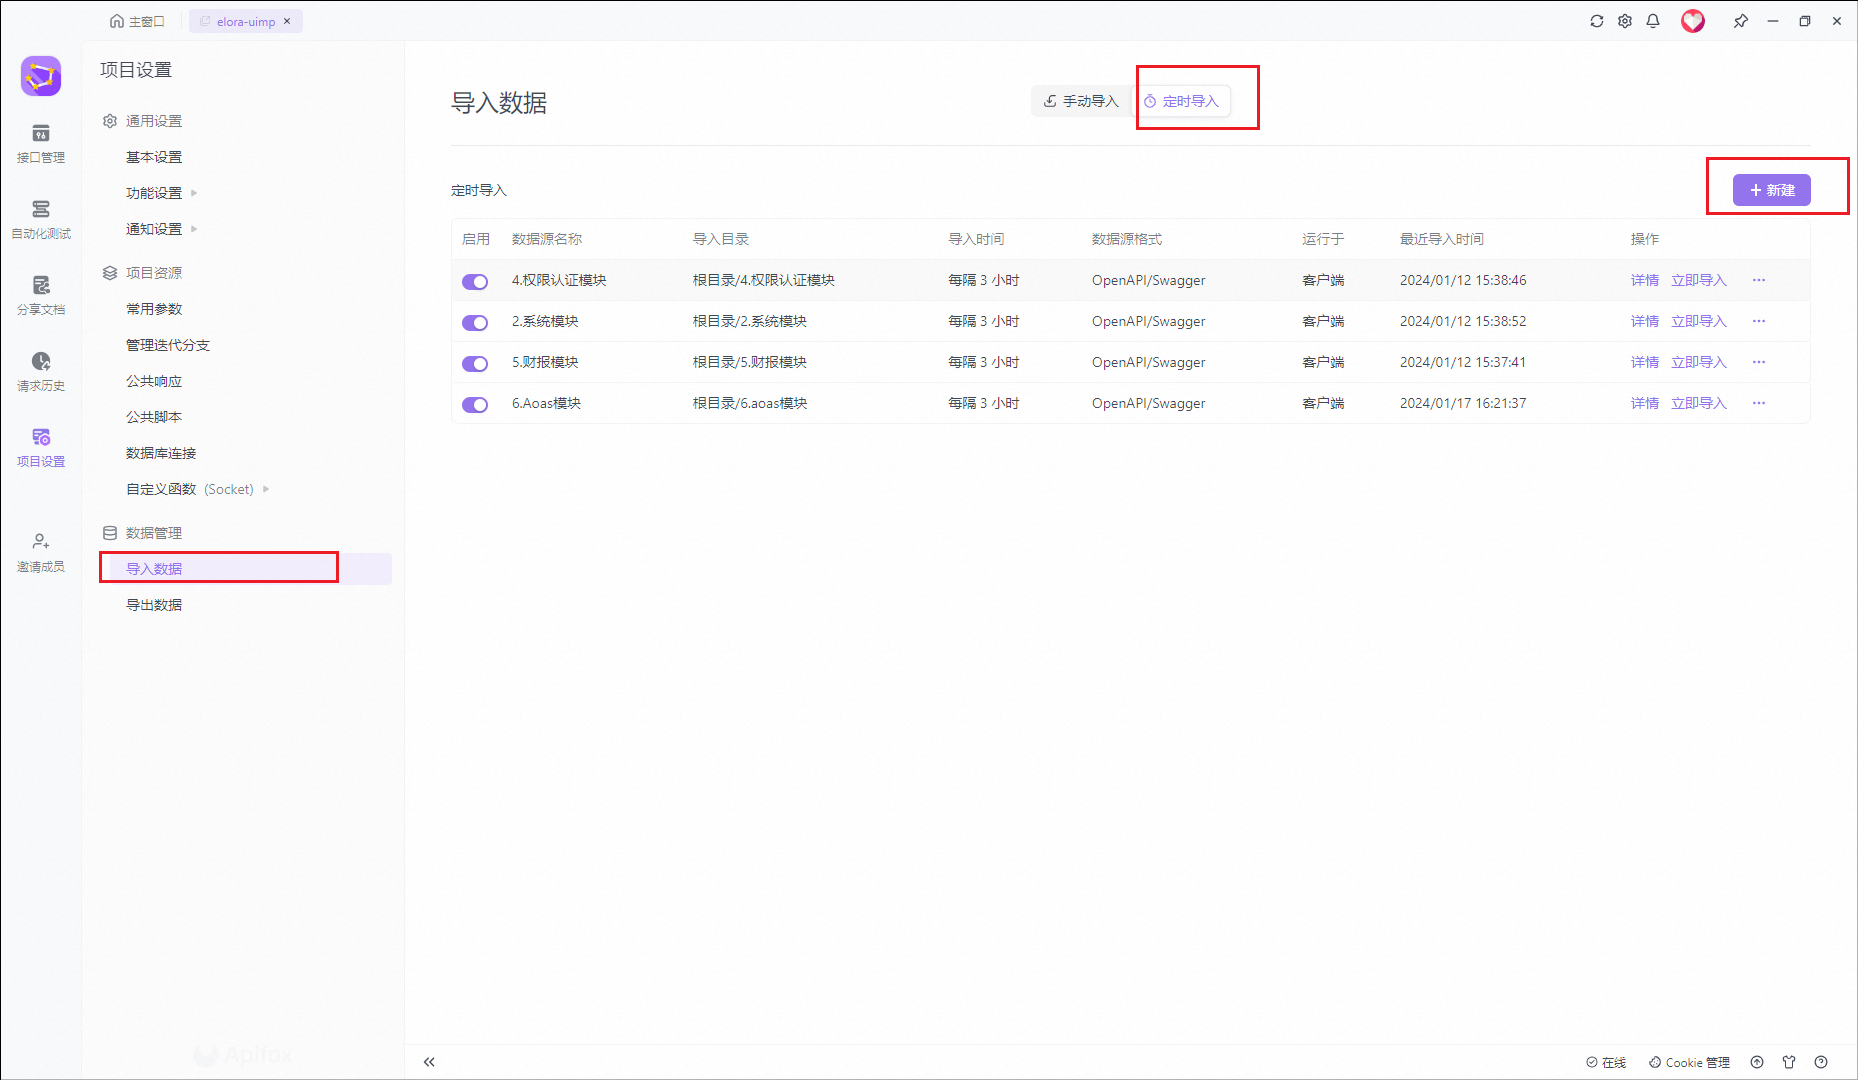 主窗口
elora-uimp
项目设置
接口管理
自动化测试
分享文档
请求历史
项目设置
邀请成员
通用设置
基本设置
功能设置
通知设置
项目资源
常用参数
管理迭代分支
公共响应
公共脚本
数据库连接
自定义函数 (Socket)
数据管理
导入数据
导出数据
Apifox
导入数据
手动导入 定时导入
定时导入
新建
启用 数据源名称 导入目录 导入时间 数据源格式 运行于 最近导入时间 操作
4.权限认证模块 根目录/4.权限认证模块 每隔 3 小时 OpenAPI/Swagger 客户端 2024/01/12 15:38:46 详情 立即导入 ···
2.系统模块 根目录/2.系统模块 每隔 3 小时 OpenAPI/Swagger 客户端 2024/01/12 15:38:52 详情 立即导入 ···
5.财报模块 根目录/5.财报模块 每隔 3 小时 OpenAPI/Swagger 客户端 2024/01/12 15:37:41 详情 立即导入 ···
6.Aoas模块 根目录/6.aoas模块 每隔 3 小时 OpenAPI/Swagger 客户端 2024/01/17 16:21:37 详情 立即导入 ···
在线 Cookie 管理